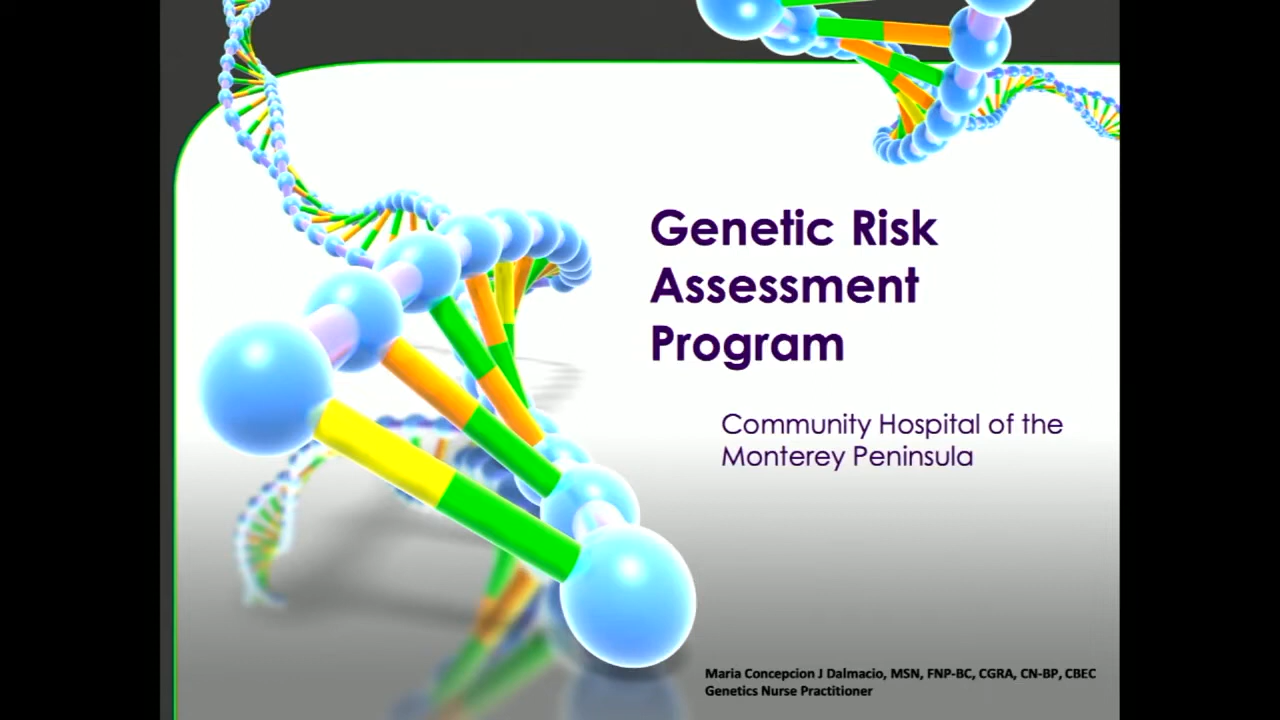 Genetic Risk
Assessment
Program
Community Hospital of the
Monterey Peninsula
Maria Concepcion J Dalmacio, MSN, FNP-BC, CGRA, CN-BP, CBEC
Genetics Nurse Practitioner